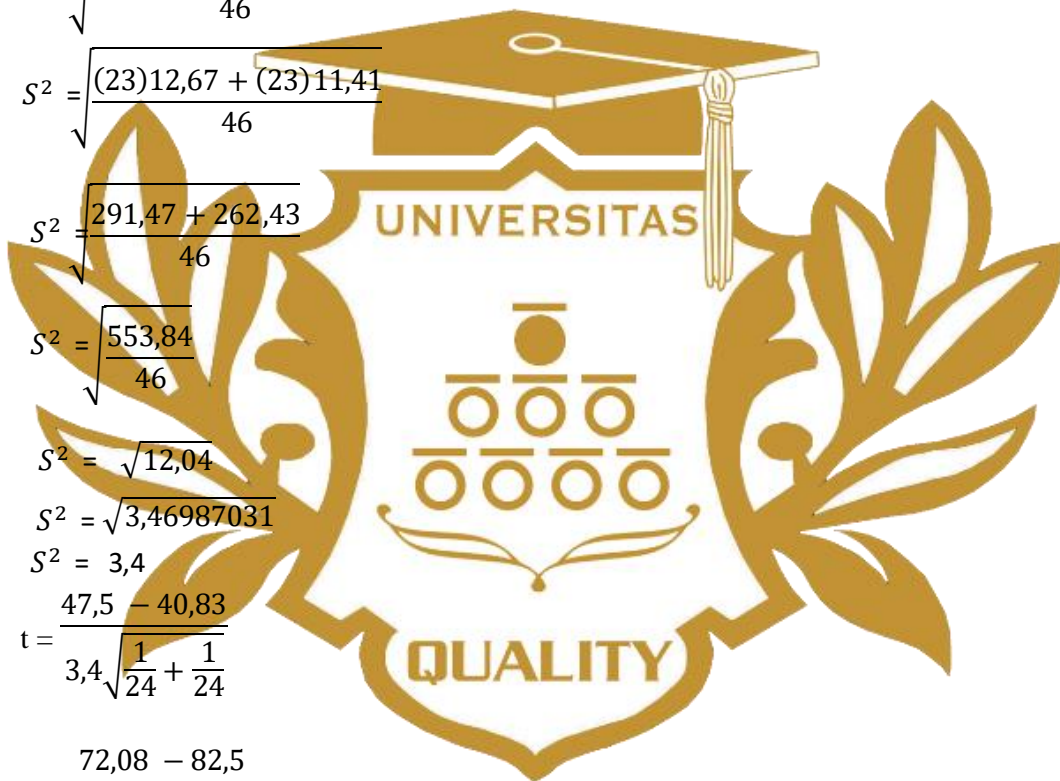 √ 46
S² = √((23)12,67 + (23)11,41 / 46)
UNIVERSITAS
S² = √(291,47 + 262,43 / 46)
S² = √(553,84 / 46)
S² = √12,04
S² = √3,46987031
S² = 3,4
t = 47,5 − 40,83 / 3,4√(1/24 + 1/24)
QUALITY
72,08 − 82,5